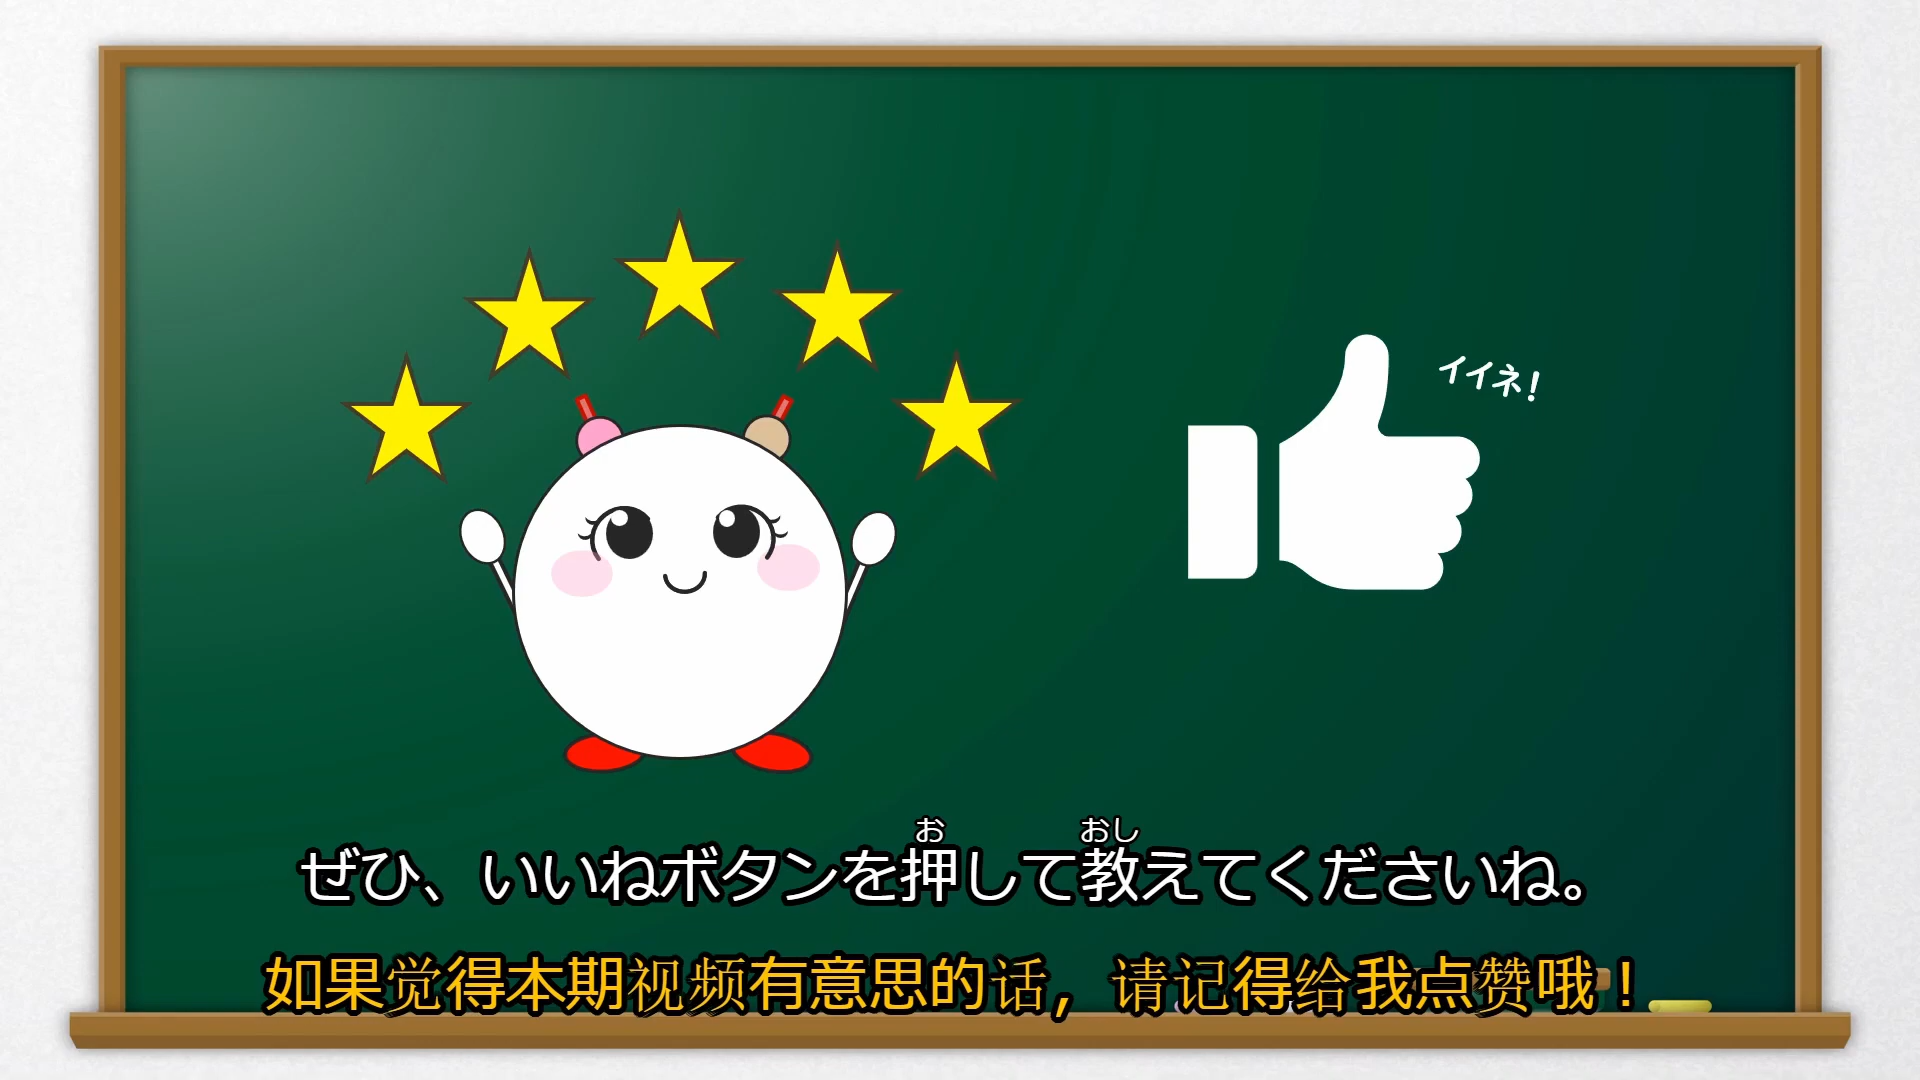 イイネ!
お おし
ぜひ、いいねボタンを押して教えてくださいね。
如果觉得本期视频有意思的话，请记得给我点赞哦！